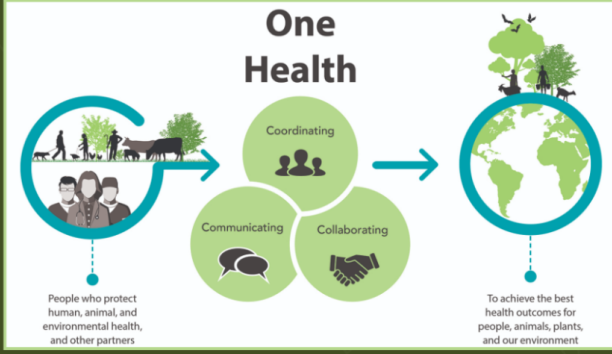 One
Health
Coordinating
Communicating
Collaborating
People who protect
human, animal, and
environmental health,
and other partners
To achieve the best
health outcomes for
people, animals, plants,
and our environment